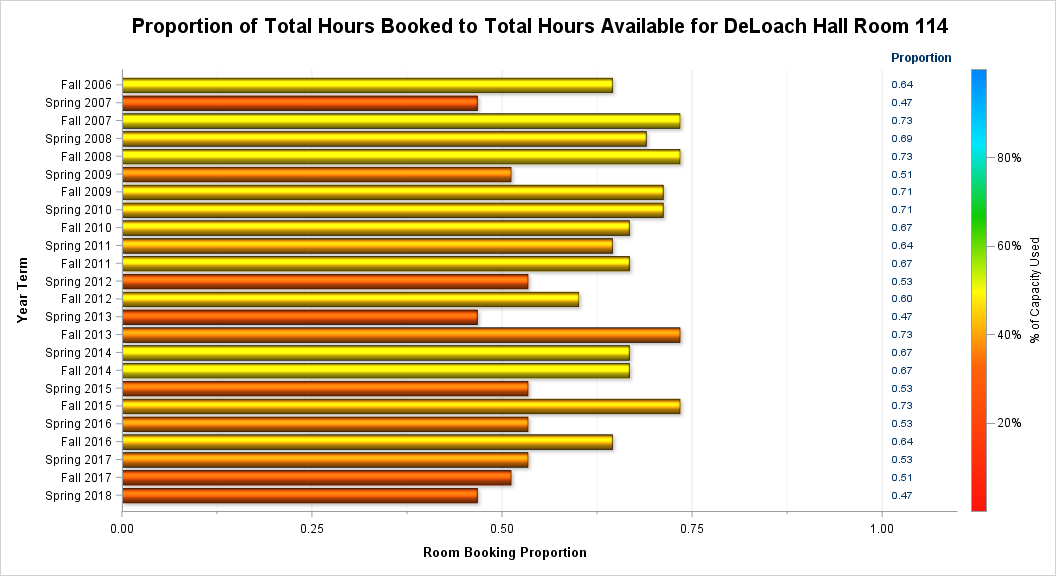 Proportion of Total Hours Booked to Total Hours Available for DeLoach Hall Room 114
Proportion
Fall 2006 0.64
Spring 2007 0.47
Fall 2007 0.73
Spring 2008 0.69
Fall 2008 0.73
Spring 2009 0.51
Fall 2009 0.71
Spring 2010 0.71
Fall 2010 0.67
Spring 2011 0.64
Fall 2011 0.67
Spring 2012 0.53
Fall 2012 0.60
Spring 2013 0.47
Fall 2013 0.73
Spring 2014 0.67
Fall 2014 0.67
Spring 2015 0.53
Fall 2015 0.73
Spring 2016 0.53
Fall 2016 0.64
Spring 2017 0.53
Fall 2017 0.51
Spring 2018 0.47
Year Term
0.00 0.25 0.50 0.75 1.00
Room Booking Proportion
80%
60%
40%
20%
% of Capacity Used